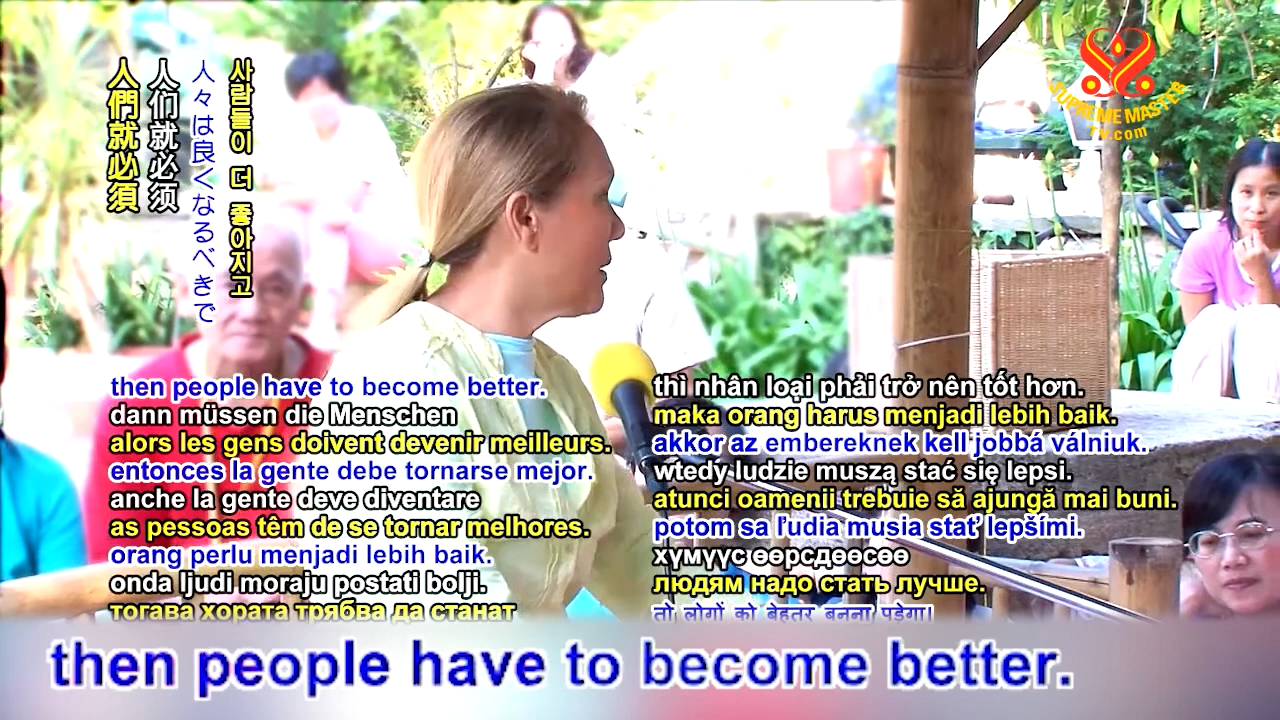 人們就必須
人们就必须
人々は良くなるべきで
사람들이 더 좋아지고
SUPREME MASTER
TV.com
then people have to become better.
dann müssen die Menschen
alors les gens doivent devenir meilleurs.
entonces la gente debe tornarse mejor.
anche la gente deve diventare
as pessoas têm de se tornar melhores.
orang perlu menjadi lebih baik.
onda ljudi moraju postati bolji.
тогава хората трябва да станат
thì nhân loại phải trở nên tốt hơn.
maka orang harus menjadi lebih baik.
akkor az embereknek kell jobbá válniuk.
wtedy ludzie muszą stać się lepsi.
atunci oamenii trebuie să ajungă mai buni.
potom sa ľudia musia stať lepšími.
хүмүүс өөрсдөөсөө
людям надо стать лучше.
तो लोगों को बेहतर बनना पड़ेगा।
then people have to become better.